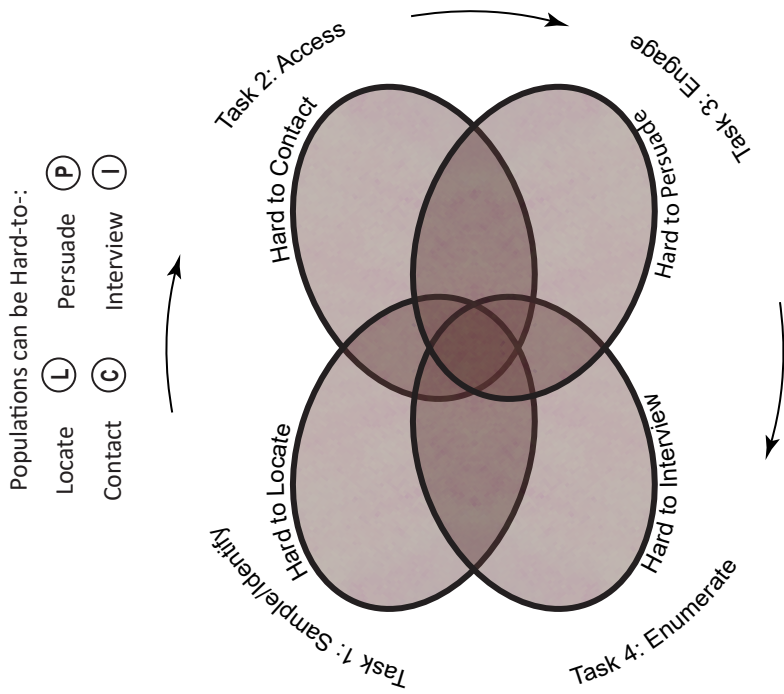 Populations can be Hard-to-:
Locate L Persuade P
Contact C Interview I
Task 1: Sample/Identify
Hard to Locate
Task 2: Access
Hard to Contact
Task 3: Engage
Hard to Persuade
Task 4: Enumerate
Hard to Interview